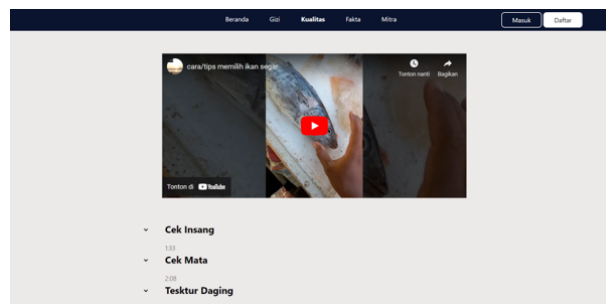 Beranda Gizi Kualitas Fakta Mitra Masuk Daftar
cara/tips memilih ikan segar
Tonton nanti Bagikan
Tonton di YouTube
Cek Insang
1:33
Cek Mata
2:08
Tesktur Daging